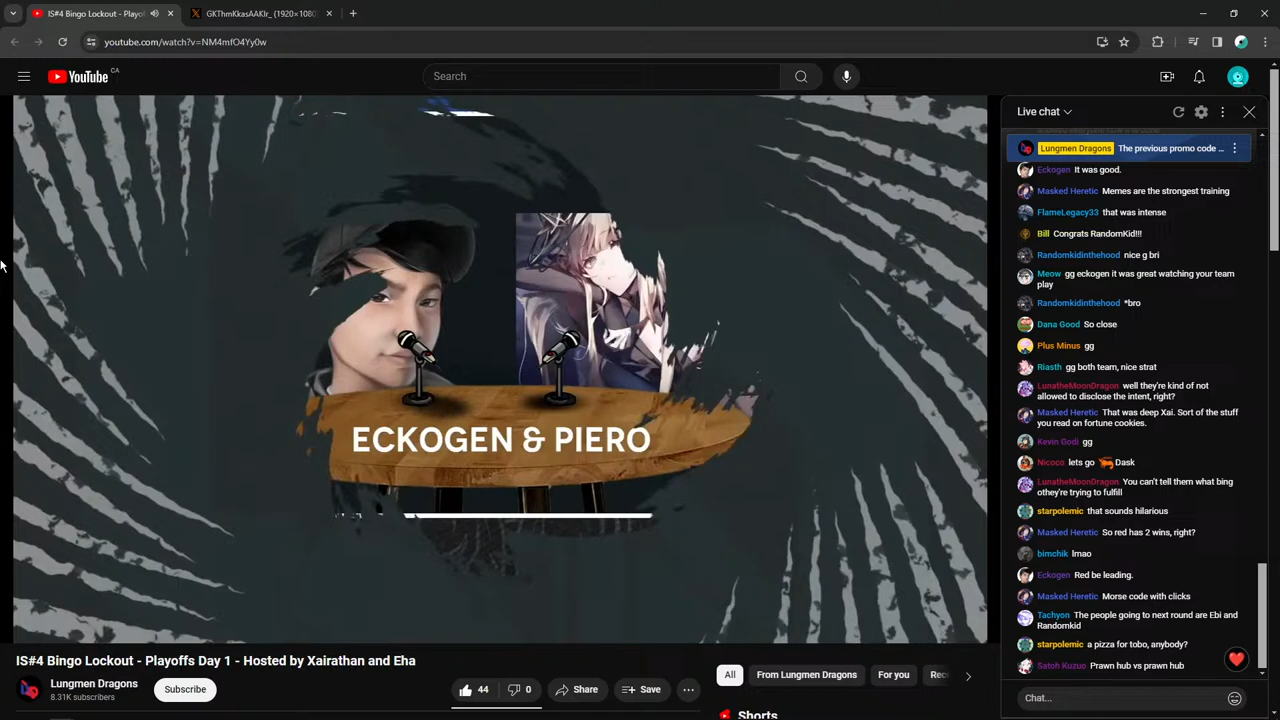 IS#4 Bingo Lockout - Playof
GKThmKkasAAKIr_ (1920×1080)
youtube.com/watch?v=NM4mfO4Yy0w
YouTube CA
Search
ECKOGEN & PIERO
IS#4 Bingo Lockout - Playoffs Day 1 - Hosted by Xairathan and Eha
Lungmen Dragons
8.31K subscribers
Subscribe
44
0
Share
Save
All
From Lungmen Dragons
For you
Rec
Shorts
Live chat
Lungmen Dragons The previous promo code ...
Eckogen It was good.
Masked Heretic Memes are the strongest training
FlameLegacy33 that was intense
Bill Congrats RandomKid!!!
Randomkidinthehood nice g bri
Meow gg eckogen it was great watching your team
play
Randomkidinthehood *bro
Dana Good So close
Plus Minus gg
Riasth gg both team, nice strat
LunatheMoonDragon well they're kind of not
allowed to disclose the intent, right?
Masked Heretic That was deep Xai. Sort of the stuff
you read on fortune cookies.
Kevin Godi gg
Nicoco lets go Dask
LunatheMoonDragon You can't tell them what bing
othey're trying to fulfill
starpolemic that sounds hilarious
Masked Heretic So red has 2 wins, right?
bimchik lmao
Eckogen Red be leading.
Masked Heretic Morse code with clicks
Tachyon The people going to next round are Ebi and
Randomkid
starpolemic a pizza for tobo, anybody?
Satoh Kuzuo Prawn hub vs prawn hub
Chat...